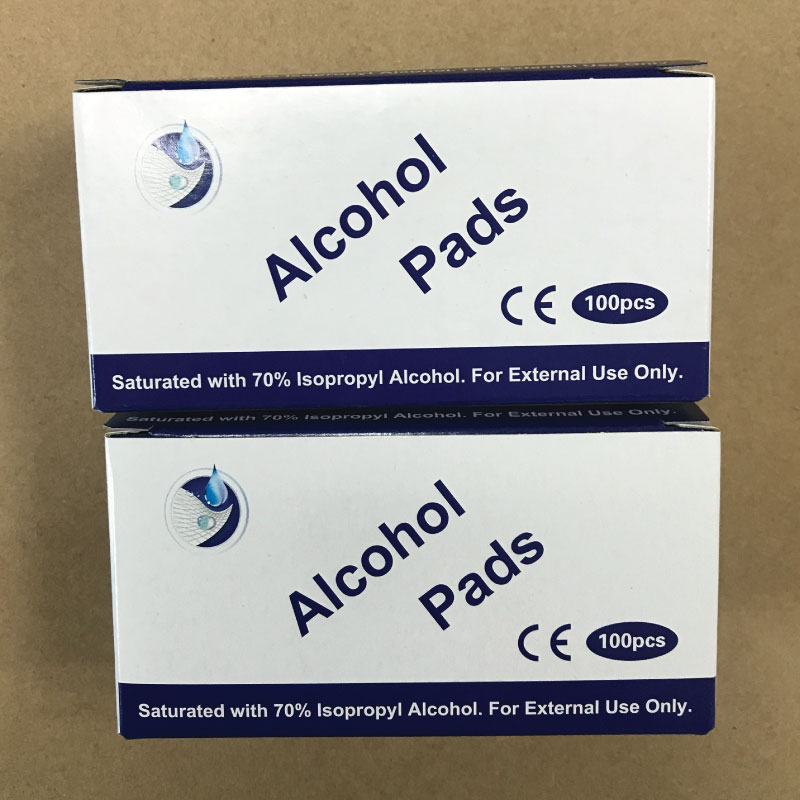 Alcohol
Pads
CE 100pcs
Saturated with 70% Isopropyl Alcohol. For External Use Only.
Saturated with 70% Isopropyl Alcohol. For External Use Only.
Alcohol
Pads
CE 100pcs
Saturated with 70% Isopropyl Alcohol. For External Use Only.